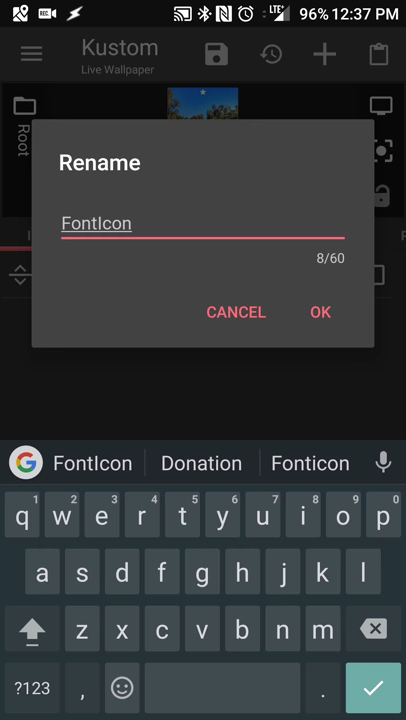 LTE+ 96% 12:37 PM
Kustom
Live Wallpaper
Root
Rename
FontIcon
8/60
CANCEL OK
FontIcon Donation Fonticon
1 2 3 4 5 6 7 8 9 0
q w e r t y u i o p
a s d f g h j k l
z x c v b n m
?123 , .